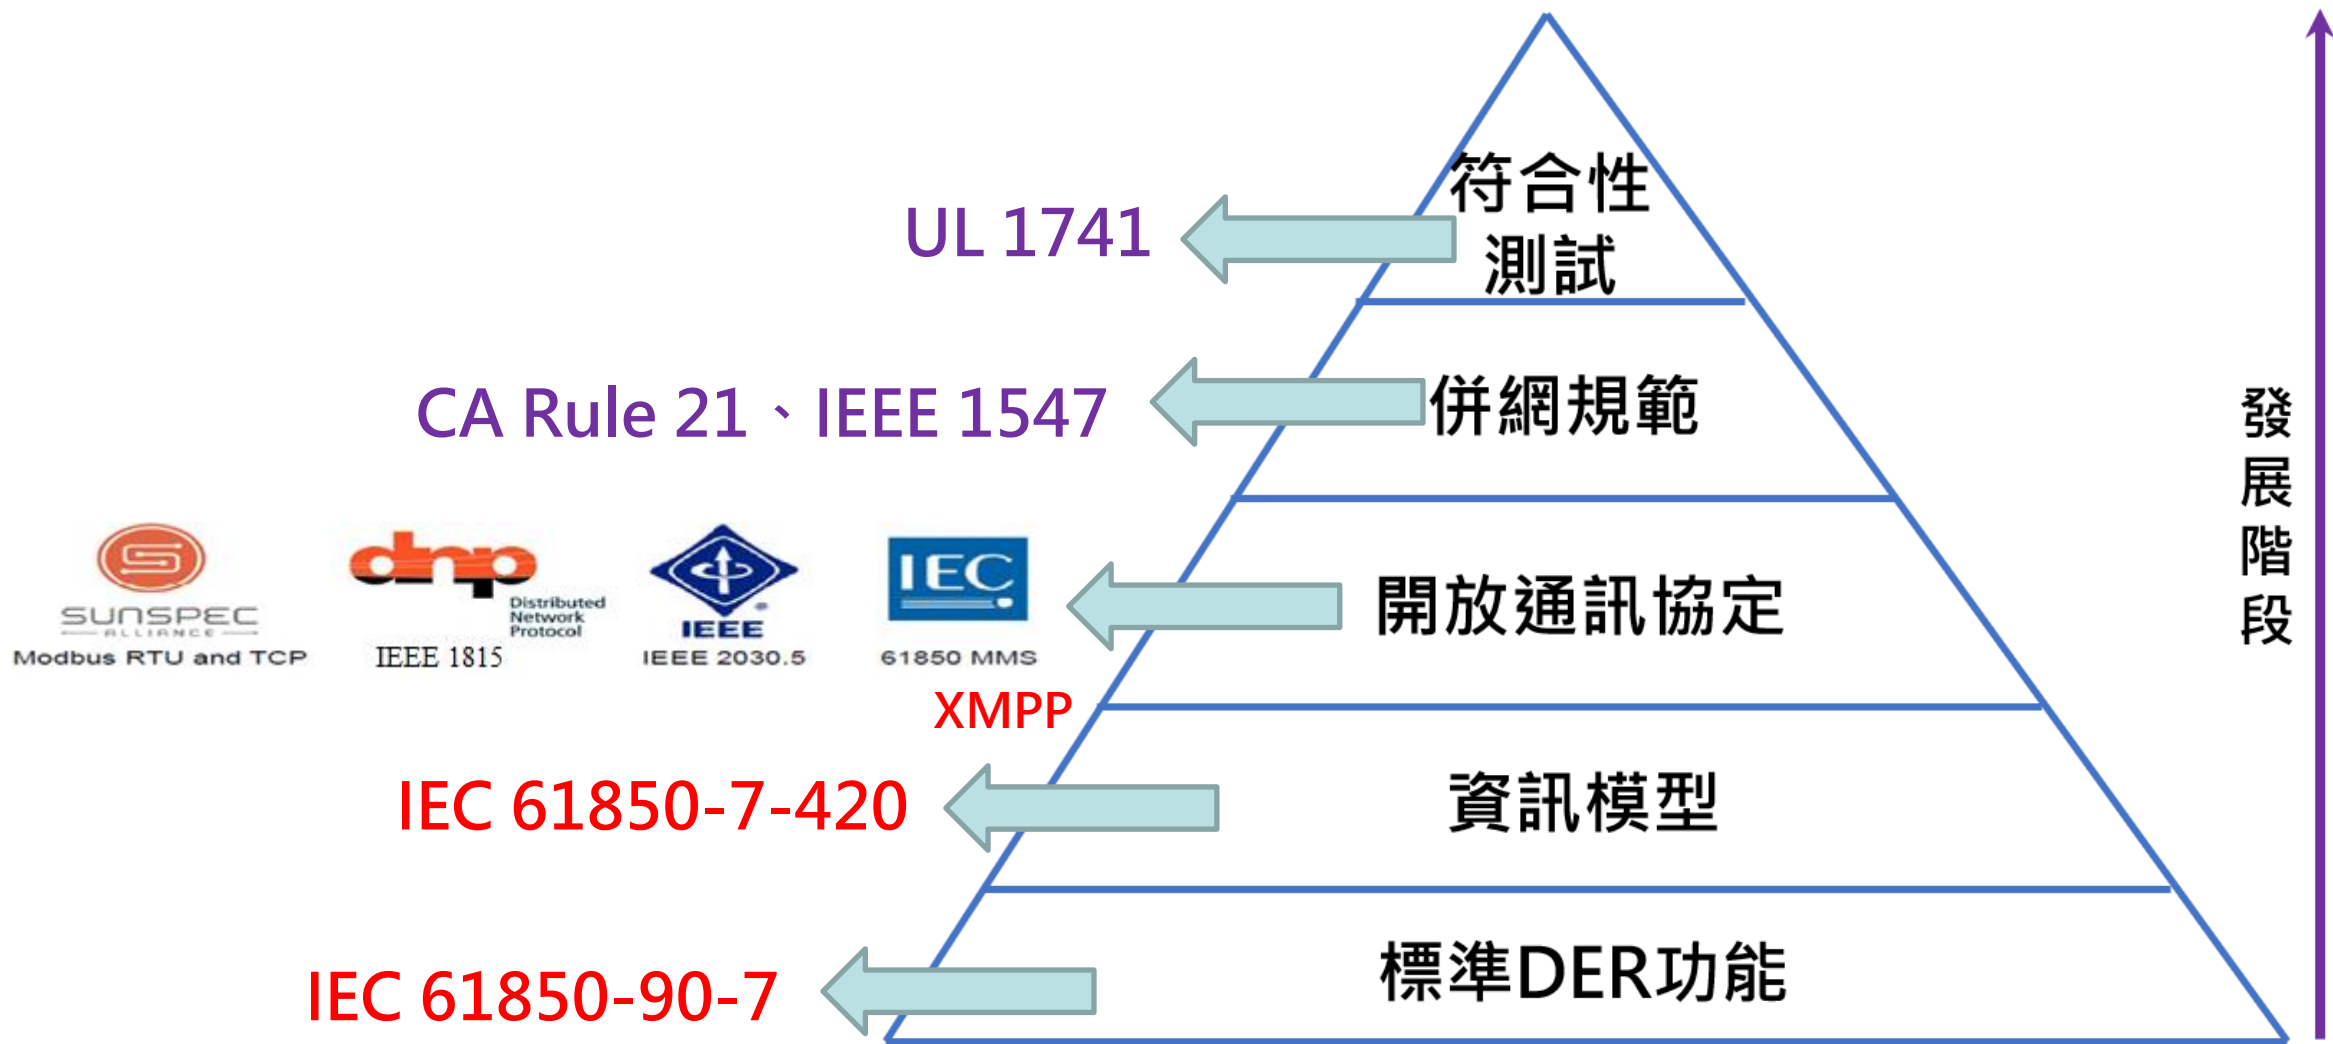 符合性
測試
UL 1741
併網規範
CA Rule 21、IEEE 1547
開放通訊協定
SUNSPEC
ALLIANCE
Modbus RTU and TCP
dnp
Distributed
Network
Protocol
IEEE 1815
IEEE
IEEE 2030.5
IEC
61850 MMS
XMPP
資訊模型
IEC 61850-7-420
標準DER功能
IEC 61850-90-7
發展階段